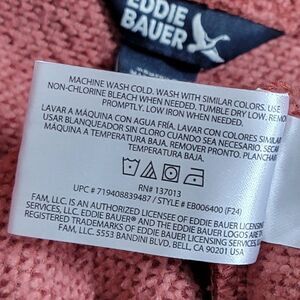 EDDIE
BAUER
MACHINE WASH COLD. WASH WITH SIMILAR COLORS. USE
NON-CHLORINE BLEACH WHEN NEEDED. TUMBLE DRY LOW. REMO
PROMPTLY. LOW IRON WHEN NEEDED.
LAVAR A MÁQUINA CON AGUA FRÍA. LAVAR CON COLORES SIMILA
USAR BLANQUEADOR SIN CLORO CUANDO SEA NECESARIO. SECAR
MÁQUINA A TEMPERATURA BAJA. REMOVER PRONTO. PLANCHAR
TEMPERATURA BAJA.
RN# 137013
UPC # 719408839487 / STYLE # EB006400 (F24)
FAM, LLC. IS AN AUTHORIZED LICENSEE OF EDDIE BAUER LICENSING
SERVICES, LLC. EDDIE BAUER® AND THE EDDIE BAUER LOGOS ARE
REGISTERED TRADEMARKS OF EDDIE BAUER LICENSING SERVICES
FAM, LLC. 5553 BANDINI BLVD. BELL, CA 90201 USA